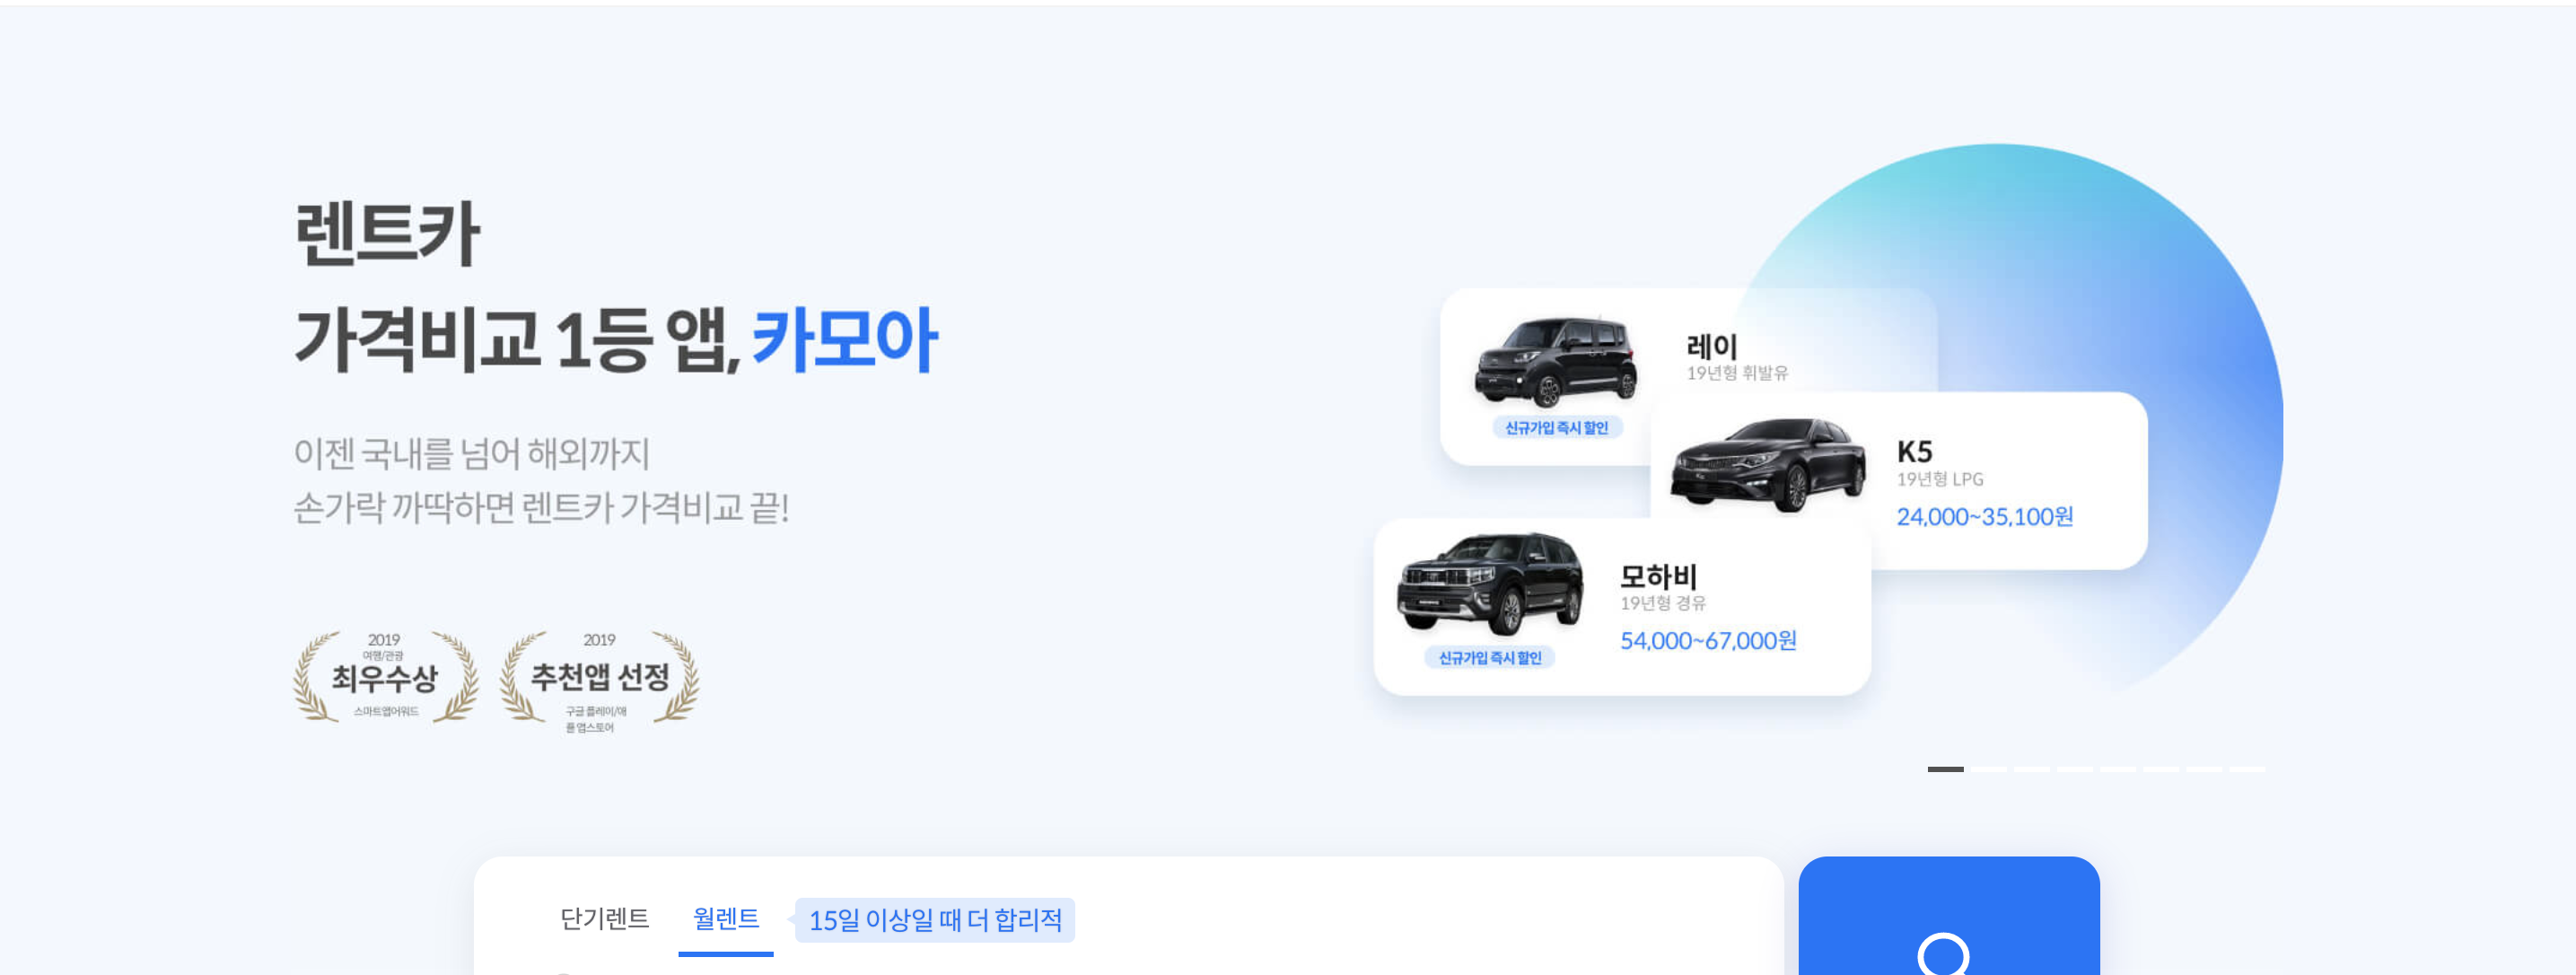 렌트카
가격비교 1등 앱, 카모아
이젠 국내를 넘어 해외까지
손가락 까딱하면 렌트카 가격비교 끝!
2019
여행/관광
최우수상
스마트앱어워드
2019
추천앱 선정
구글 플레이/애
플 앱스토어
레이
19년형 휘발유
신규가입 즉시 할인
K5
19년형 LPG
24,000~35,100원
모하비
19년형 경유
54,000~67,000원
신규가입 즉시 할인
단기렌트 월렌트 15일 이상일 때 더 합리적